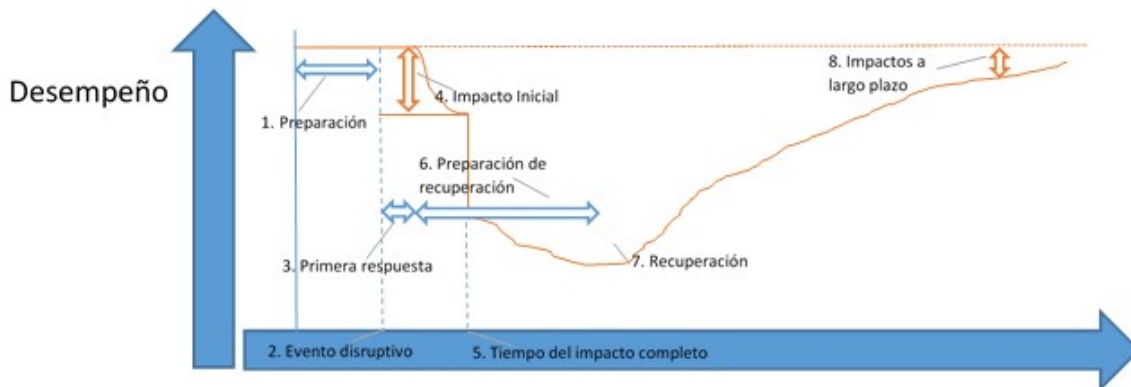 Desempeño
1. Preparación
4. Impacto Inicial
8. Impactos a
largo plazo
6. Preparación de
recuperación
3. Primera respuesta
7. Recuperación
2. Evento disruptivo
5. Tiempo del impacto completo